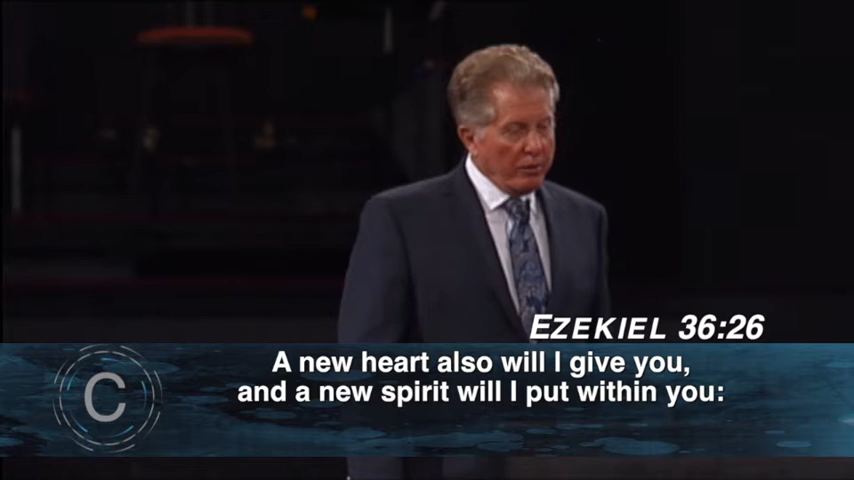 EZEKIEL 36:26
A new heart also will I give you,
and a new spirit will I put within you:
C